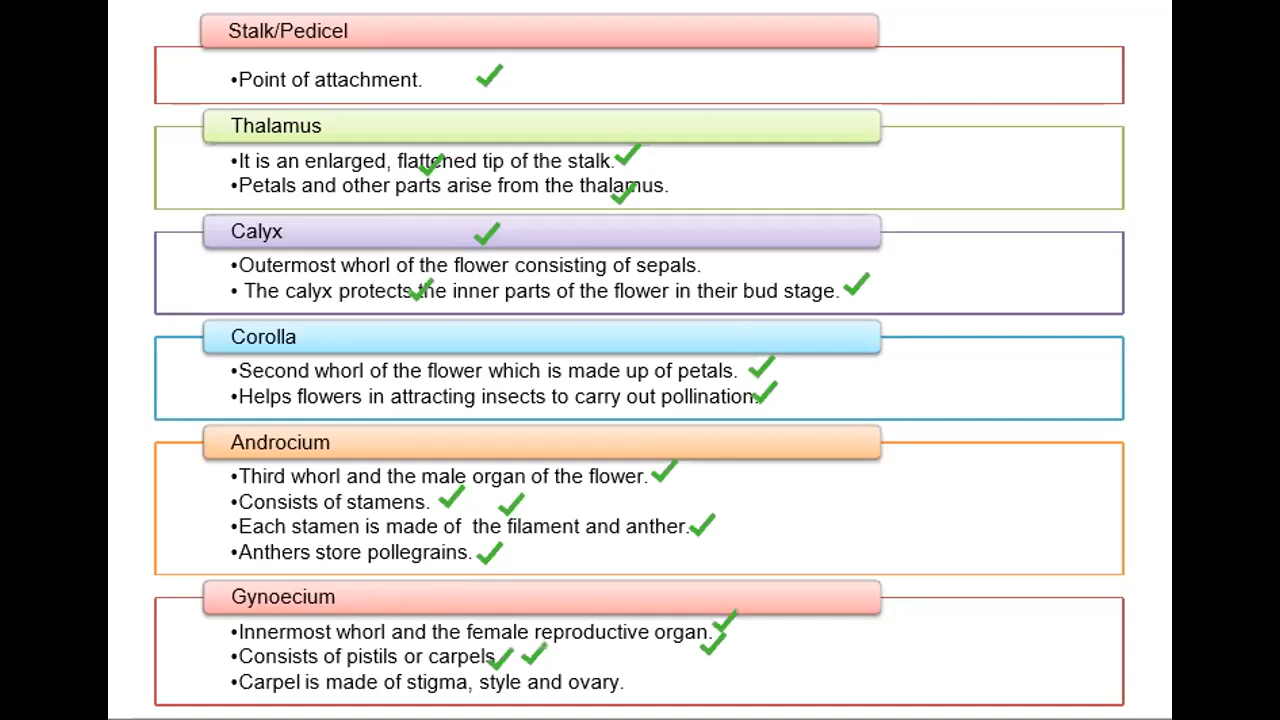 Stalk/Pedicel
•Point of attachment.
Thalamus
•It is an enlarged, flattened tip of the stalk.
•Petals and other parts arise from the thalamus.
Calyx
•Outermost whorl of the flower consisting of sepals.
• The calyx protects the inner parts of the flower in their bud stage.
Corolla
•Second whorl of the flower which is made up of petals.
•Helps flowers in attracting insects to carry out pollination.
Androcium
•Third whorl and the male organ of the flower.
•Consists of stamens.
•Each stamen is made of  the filament and anther.
•Anthers store pollegrains.
Gynoecium
•Innermost whorl and the female reproductive organ.
•Consists of pistils or carpels
•Carpel is made of stigma, style and ovary.